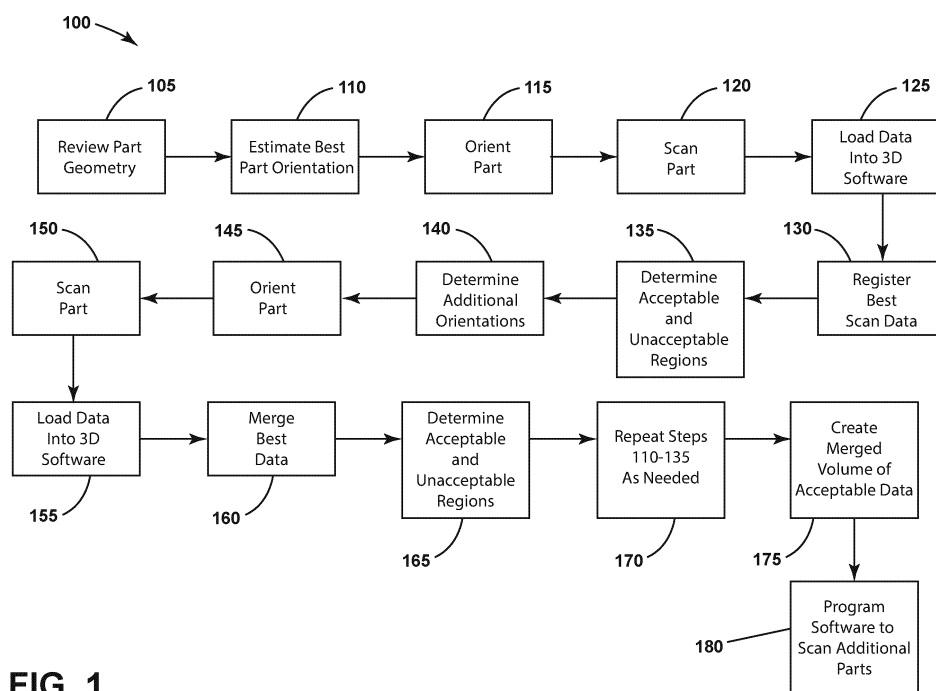 100
105
110
115
120
125
Review Part
Geometry
Estimate Best
Part Orientation
Orient
Part
Scan
Part
Load Data
Into 3D
Software
150
145
140
135
130
Scan
Part
Orient
Part
Determine
Additional
Orientations
Determine
Acceptable
and
Unacceptable
Regions
Register
Best
Scan Data
Load Data
Into 3D
Software
Merge
Best
Data
Determine
Acceptable
and
Unacceptable
Regions
Repeat Steps
110-135
As Needed
Create
Merged
Volume of
Acceptable Data
155
160
165
170
175
Program
Software to
Scan Additional
Parts
180
FIG. 1